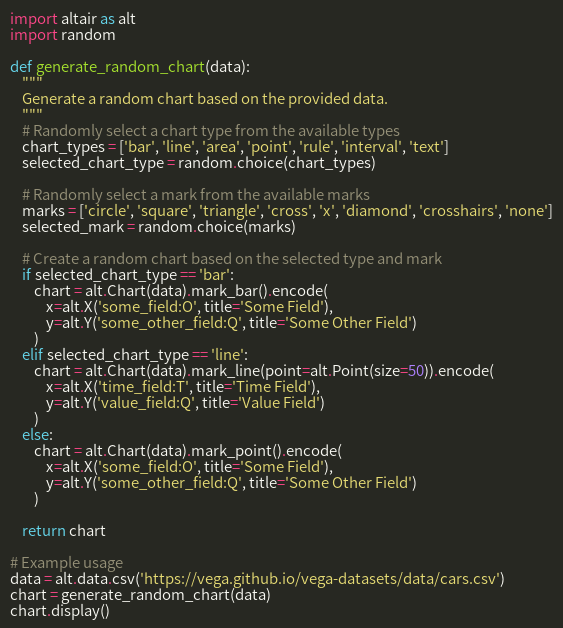 import altair as alt
import random

def generate_random_chart(data):
    """
    Generate a random chart based on the provided data.
    """
    # Randomly select a chart type from the available types
    chart_types = ['bar', 'line', 'area', 'point', 'rule', 'interval', 'text']
    selected_chart_type = random.choice(chart_types)

    # Randomly select a mark from the available marks
    marks = ['circle', 'square', 'triangle', 'cross', 'x', 'diamond', 'crosshairs', 'none']
    selected_mark = random.choice(marks)

    # Create a random chart based on the selected type and mark
    if selected_chart_type == 'bar':
        chart = alt.Chart(data).mark_bar().encode(
            x=alt.X('some_field:O', title='Some Field'),
            y=alt.Y('some_other_field:Q', title='Some Other Field')
        )
    elif selected_chart_type == 'line':
        chart = alt.Chart(data).mark_line(point=alt.Point(size=50)).encode(
            x=alt.X('time_field:T', title='Time Field'),
            y=alt.Y('value_field:Q', title='Value Field')
        )
    else:
        chart = alt.Chart(data).mark_point().encode(
            x=alt.X('some_field:O', title='Some Field'),
            y=alt.Y('some_other_field:Q', title='Some Other Field')
        )

    return chart

# Example usage
data = alt.data.csv('https://vega.github.io/vega-datasets/data/cars.csv')
chart = generate_random_chart(data)
chart.display()